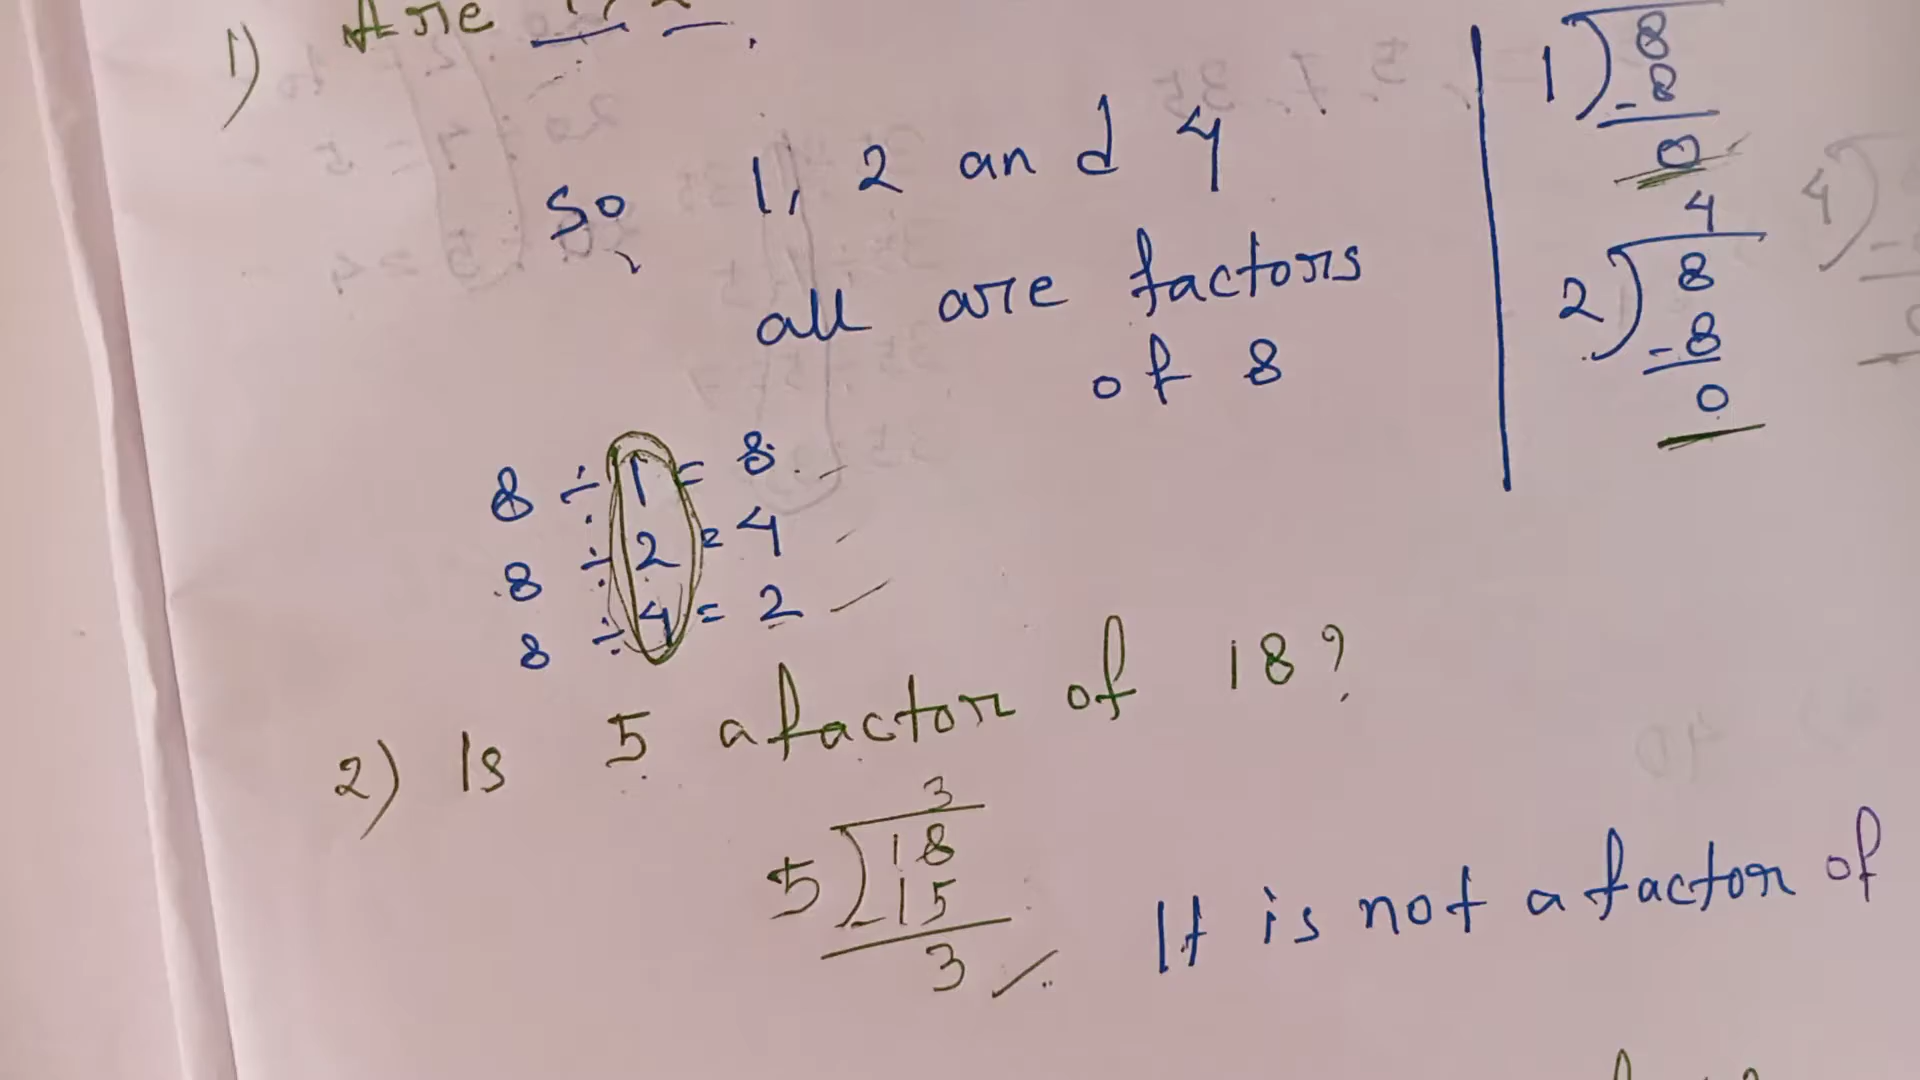 1) Are
So, 1, 2 and 4
all are factors
of 8
8 ÷ 1 = 8
8 ÷ 2 = 4
8 ÷ 4 = 2
1) 8
- 8
0
4
2) 8
- 8
0
4)
2) Is 5 a factor of 18?
3
5) 18
- 15
3
It is not a factor of